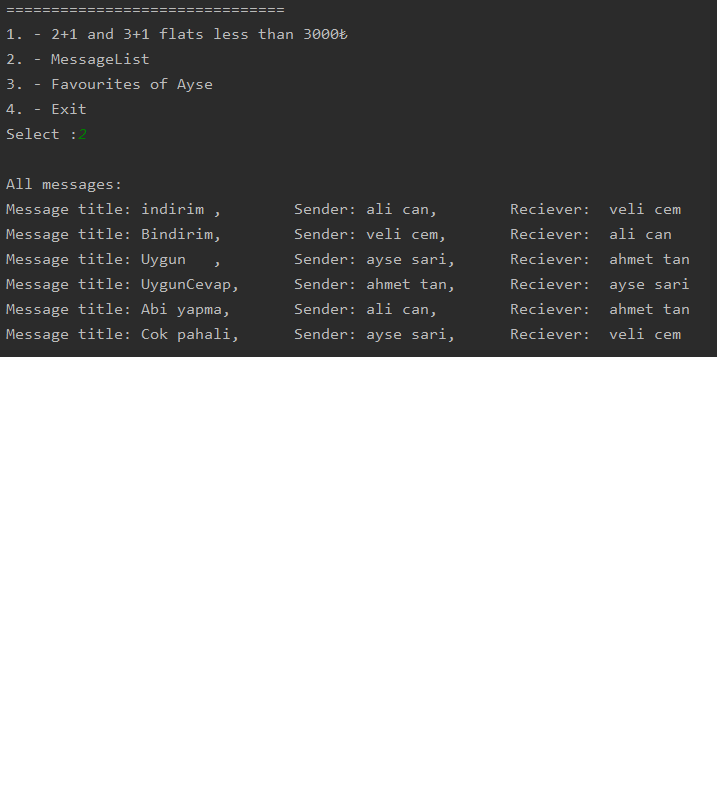 ===============================
1. - 2+1 and 3+1 flats less than 3000₺
2. - MessageList
3. - Favourites of Ayse
4. - Exit
Select :2
All messages:
Message title: indirim , Sender: ali can, Reciever: veli cem
Message title: Bindirim, Sender: veli cem, Reciever: ali can
Message title: Uygun , Sender: ayse sari, Reciever: ahmet tan
Message title: UygunCevap, Sender: ahmet tan, Reciever: ayse sari
Message title: Abi yapma, Sender: ali can, Reciever: ahmet tan
Message title: Cok pahali, Sender: ayse sari, Reciever: veli cem